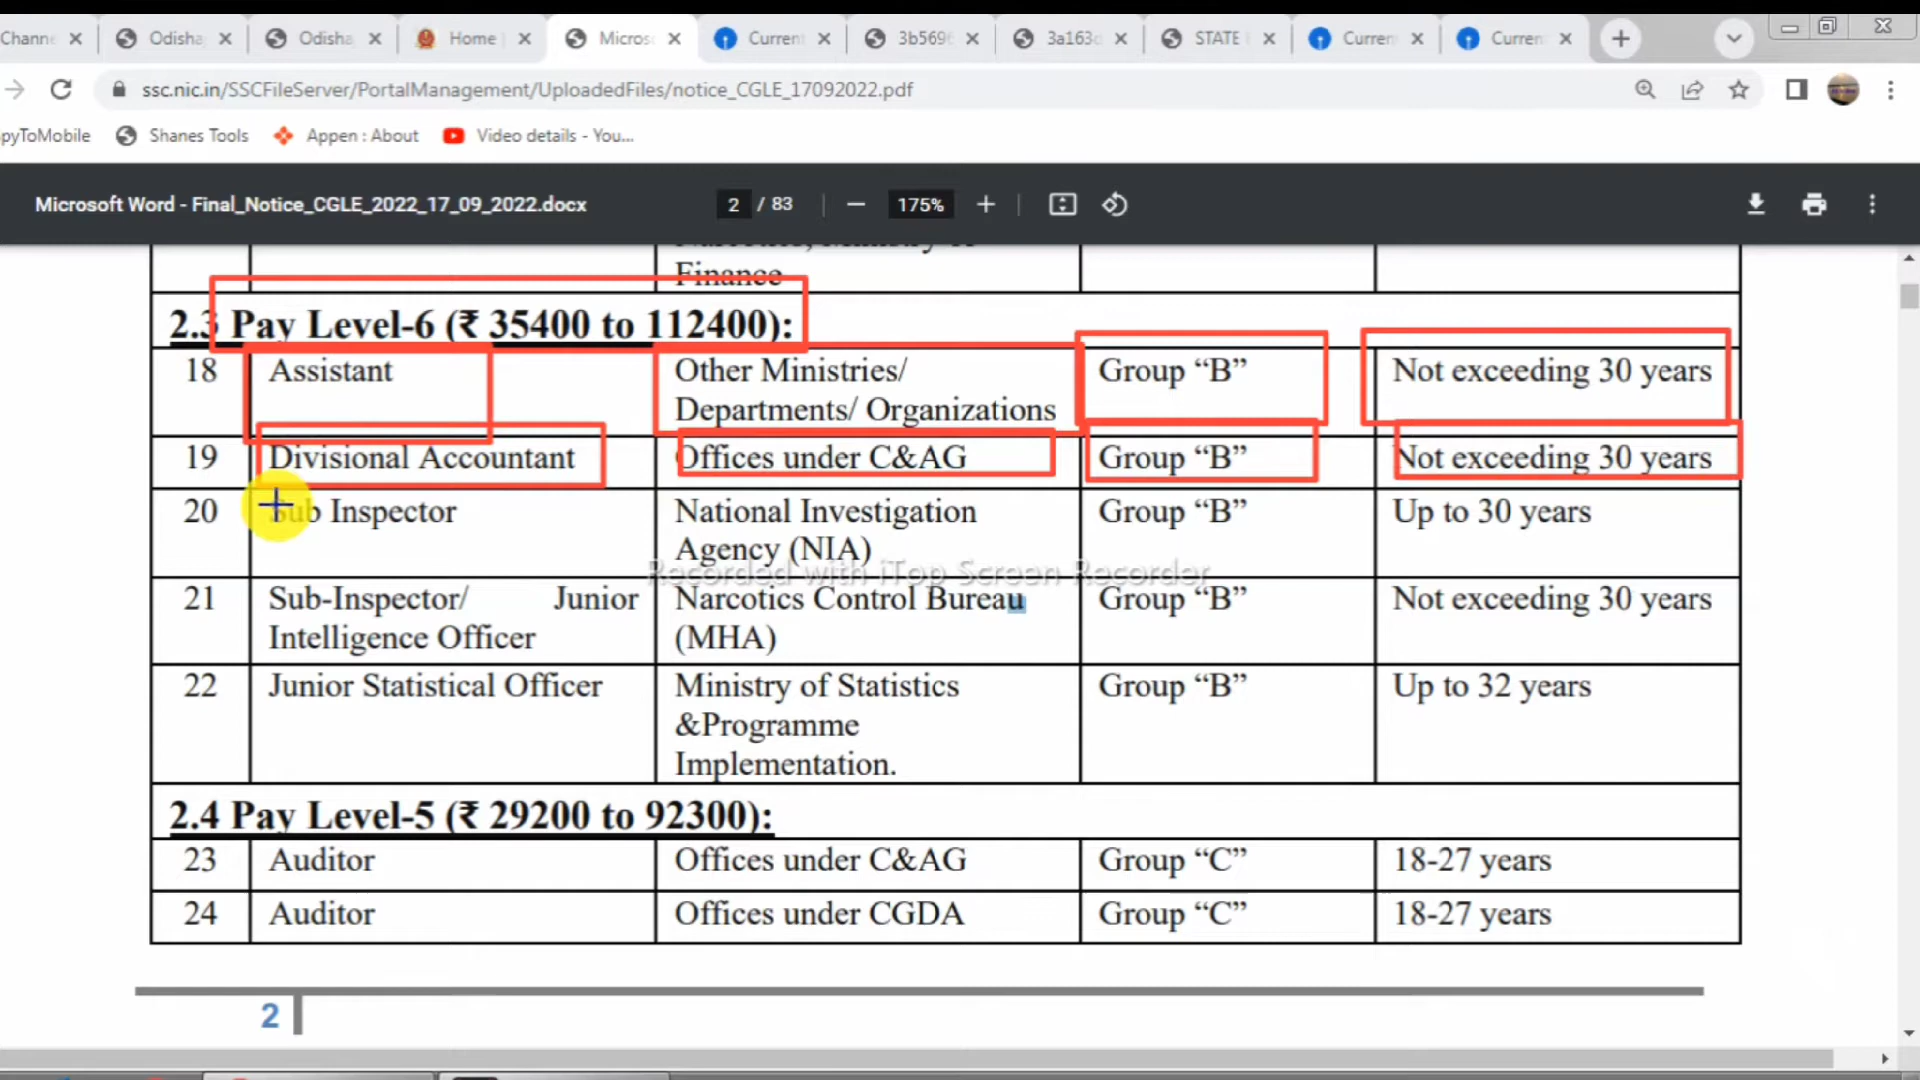 Channe
Odisha
Odisha
Home
Micros
Current
3b569
3a163
STATE
Curren
Curren
ssc.nic.in/SSCFileServer/PortalManagement/UploadedFiles/notice_CGLE_17092022.pdf
pyToMobile Shanes Tools Appen : About Video details - You...
Microsoft Word - Final_Notice_CGLE_2022_17_09_2022.docx 2 / 83 175%
Finance
2.3 Pay Level-6 (₹ 35400 to 112400):
18 Assistant Other Ministries/ Group “B” Not exceeding 30 years
Departments/ Organizations
19 Divisional Accountant Offices under C&AG Group “B” Not exceeding 30 years
20 Sub Inspector National Investigation Group “B” Up to 30 years
Agency (NIA)
Recorded with iTop Screen Recorder
21 Sub-Inspector/ Junior Narcotics Control Bureau Group “B” Not exceeding 30 years
Intelligence Officer (MHA)
22 Junior Statistical Officer Ministry of Statistics Group “B” Up to 32 years
&Programme
Implementation.
2.4 Pay Level-5 (₹ 29200 to 92300):
23 Auditor Offices under C&AG Group “C” 18-27 years
24 Auditor Offices under CGDA Group “C” 18-27 years
2